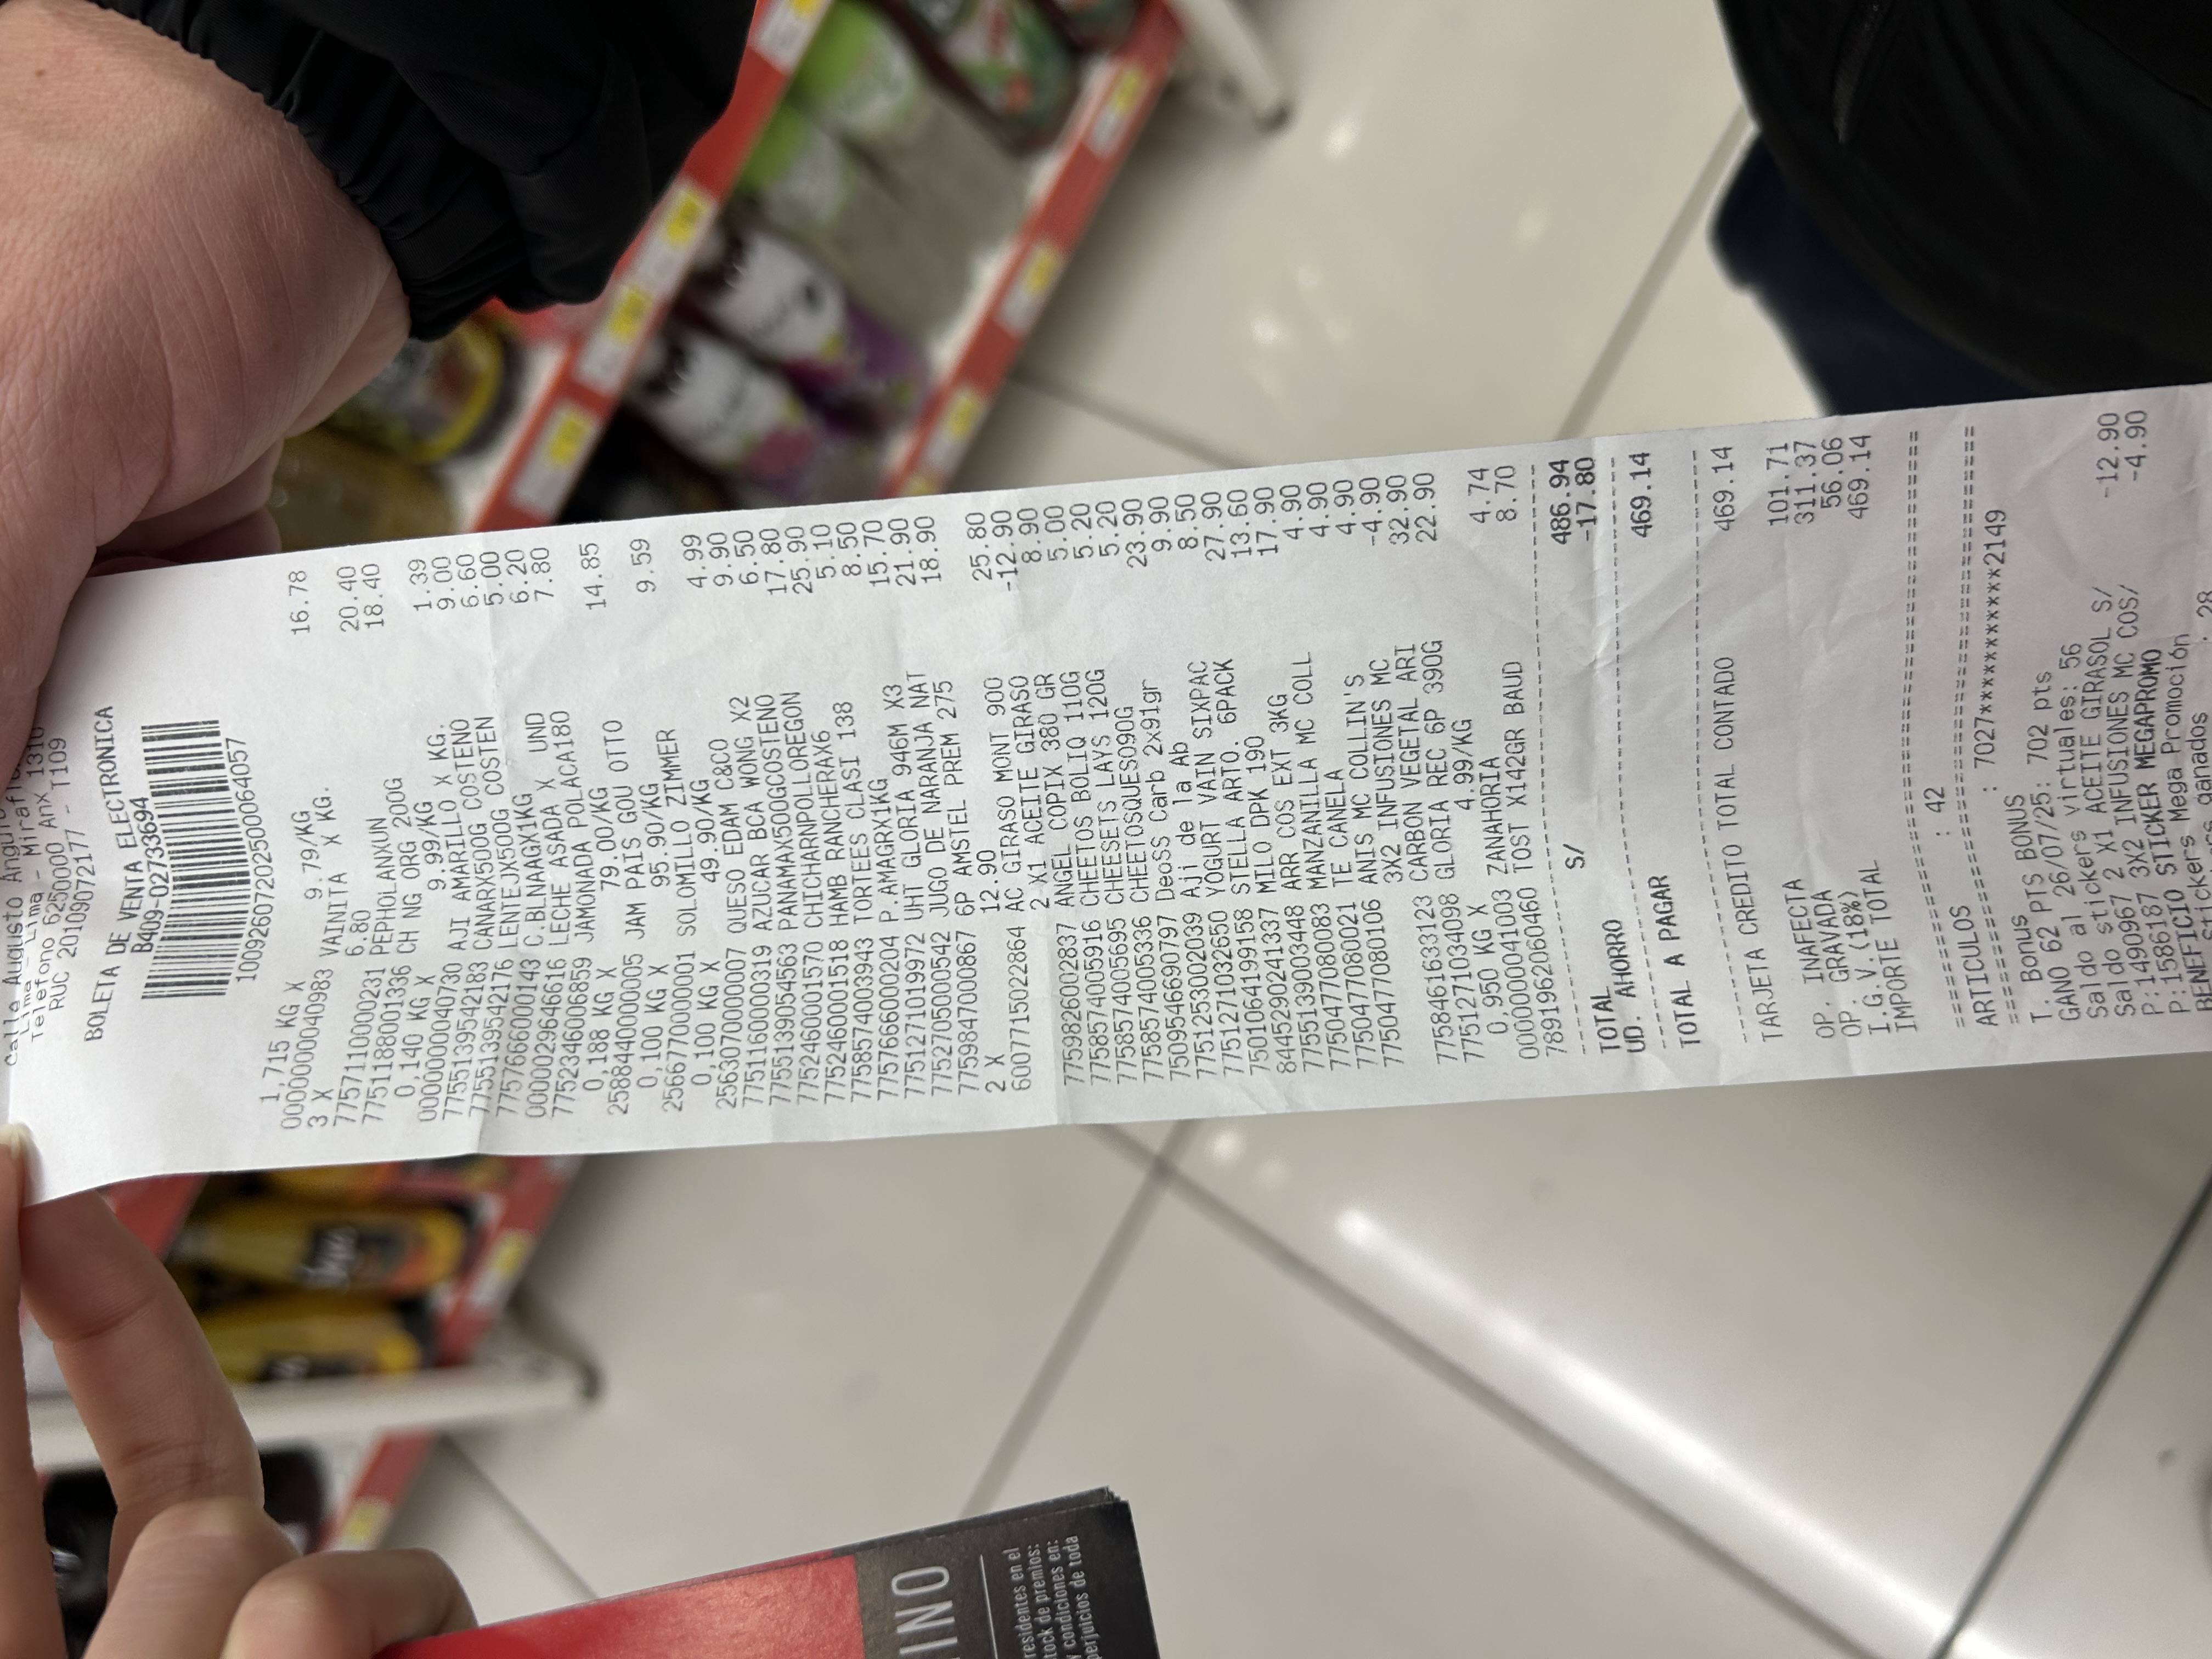 Calle Augusto Angulo
Lima - Lima - Miraflo
Telefono 6250000 Anx 1310
RUC 20109072177 - T109
BOLETA DE VENTA ELECTRONICA
B409-02733694
10092607202500064057
1,715 KG X 9.79/KG
0000000040983 VAINITA X KG. 16.78
3 X 6.80
7757110000231 PEPHOLANXUN 20.40
7751188001336 CH NG ORG 200G 18.40
0,140 KG X 9.99/KG
0000000040730 AJI AMARILLO X KG. 1.39
7755139542183 CANARX500G COSTENO 9.00
7755139542176 LENTEJX500G COSTEN 6.60
7757666000143 C.BLNAAGX1KG 5.00
0000029646616 LECHE ASADA X UND 6.20
7752346006859 JAMONADA POLACA180 7.80
0,188 KG X 79.00/KG
2588440000005 JAM PAIS GOU OTTO 14.85
0,100 KG X 95.90/KG
2566770000001 SOLOMILLO ZIMMER 9.59
0,100 KG X 49.90/KG
2563070000007 QUESO EDAM C&CO 4.99
7751160000319 AZUCAR BCA WONG X2 9.90
7755139054563 PANAMAX500GCOSTENO 6.50
7752460001570 CHICHARNPOLLOREGON 17.80
7752460001518 HAMB RANCHERAX6 25.90
7758574003943 TORTEES CLASI 138 5.10
7757666000204 P.AMAGRX1KG 8.50
7751271019972 UHT GLORIA 946M X3 15.70
7752705000542 JUGO DE NARANJA NAT 21.90
7759847000867 6P AMSTEL PREM 275 18.90
2 X 12.90
6007715022864 AC GIRASO MONT 900 25.80
2 X1 ACEITE GIRASO -12.90
7759826002837 ANGEL COPIX 380 GR 8.90
7758574005916 CHEETOS BOLIQ 110G 5.00
7758574005695 CHEESETS LAYS 120G 5.20
7758574005336 CHEETOSQUESO90G 5.20
7509546690797 DeoSS Carb 2x91gr 23.90
7751253002039 Aji de la Ab 9.90
7751271032650 YOGURT VAIN SIXPAC 8.50
7501064199158 STELLA ARTO. 6PACK 27.90
8445290241337 MILO DPK 190 13.60
7755139003448 ARR COS EXT 3KG 17.90
7750477080083 MANZANILLA MC COLL 4.90
7750477080021 TE CANELA 4.90
7750477080106 ANIS MC COLLIN'S 4.90
3X2 INFUSIONES MC -4.90
7758461633123 CARBON VEGETAL ARI 32.90
7751271034098 GLORIA REC 6P 390G 22.90
0,950 KG X 4.99/KG
0000000041003 ZANAHORIA 4.74
7891962060460 TOST X142GR BAUD 8.70
TOTAL S/ 486.94
UD. AHORRO -17.80
TOTAL A PAGAR 469.14
TARJETA CREDITO TOTAL CONTADO 469.14
OP. INAFECTA 101.71
OP. GRAVADA 311.37
I.G.V.(18%) 56.06
IMPORTE TOTAL 469.14
ARTICULOS : 42
T. Bonus : 7027***********2149
GANO 62 PTS BONUS
Saldo al 26/07/25: 702 pts
Saldo stickers virtuales: 56
P:1490967 2 X1 ACEITE GIRASOL S/ -12.90
P:1586187 3X2 INFUSIONES MC COS/ -4.90
BENEFICIO STICKER MEGAPROMO
Stickers Mega Promoción
ganados : 28
INO
residentes en el
tock de premios:
y condiciones en:
perjuicios de toda